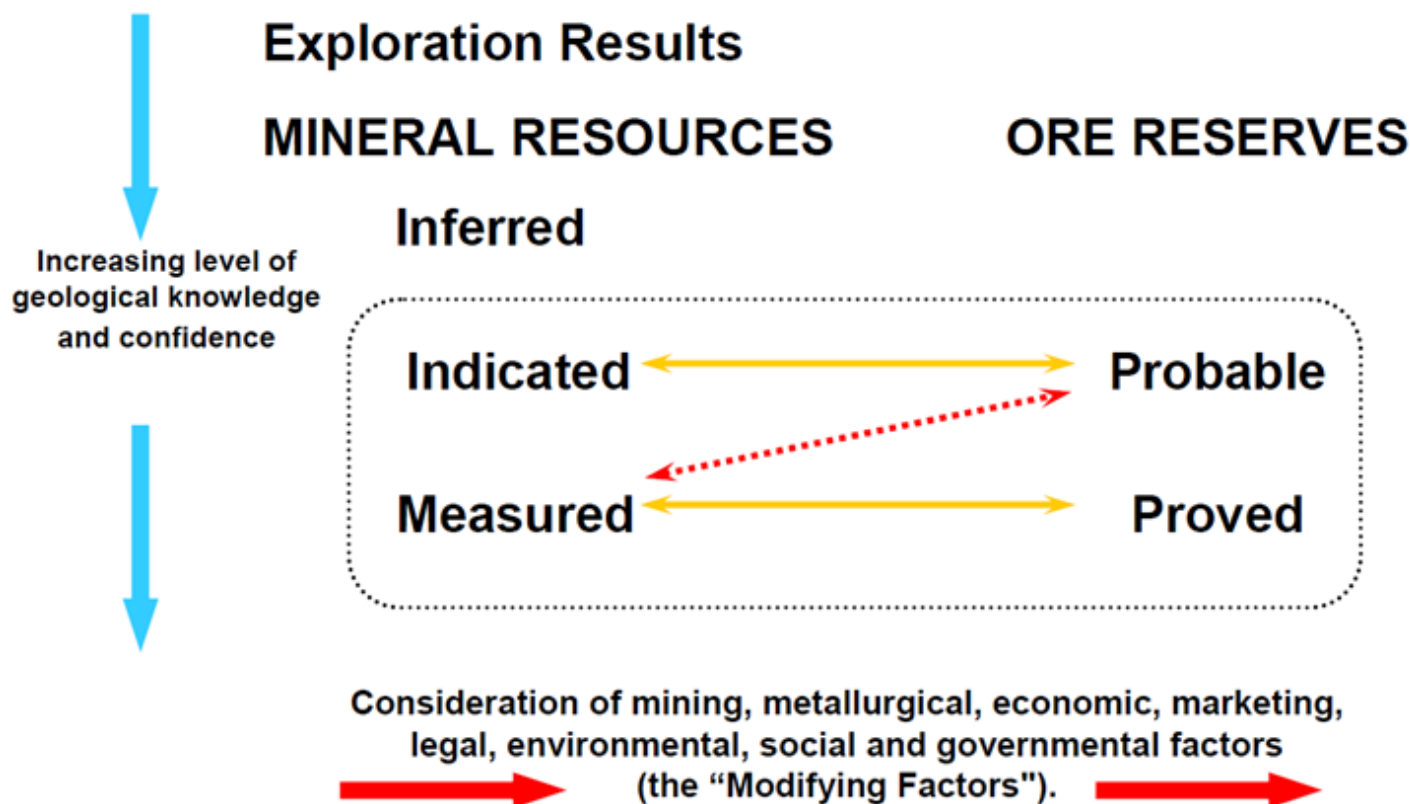 Exploration Results
MINERAL RESOURCES ORE RESERVES
Inferred
Increasing level of
geological knowledge
and confidence
Indicated Probable
Measured Proved
Consideration of mining, metallurgical, economic, marketing,
legal, environmental, social and governmental factors
(the “Modifying Factors").